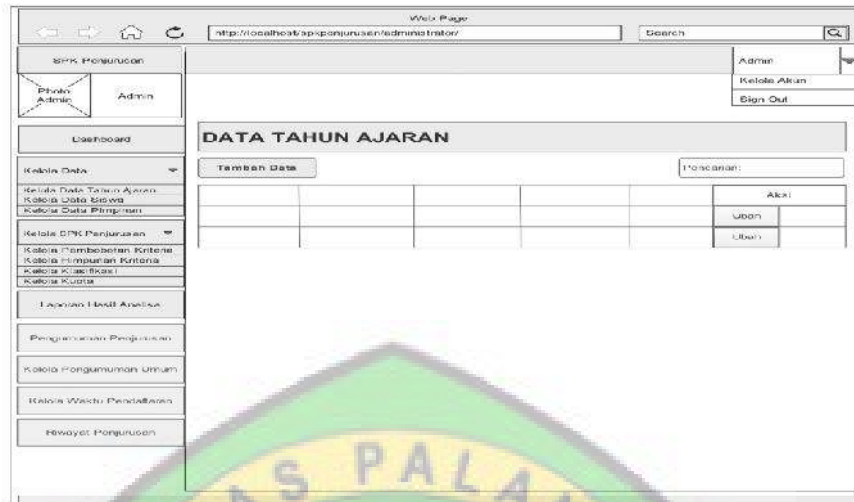 Web Page
http://localhost/spkpenjurusan/administrator/
Search
SPK Penjurusan
Admin
Kelola Akun
Sign Out
Photo
Admin
Admin
Dashboard
DATA TAHUN AJARAN
Kelola Data
Tambah Data
Pencarian:
Kelola Data Tahun Ajaran
Kelola Data Siswa
Kelola Data Pimpinan
Aksi
Ubah
Ubah
Kelola SPK Penjurusan
Kelola Pembobotan Kriteria
Kelola Himpunan Kriteria
Kelola Klasifikasi
Kelola Kuota
Laporan Hasil Analisa
Pengumuman Penjurusan
Kelola Pengumuman Umum
Kelola Waktu Pendaftaran
Riwayat Penjurusan
AS PALA